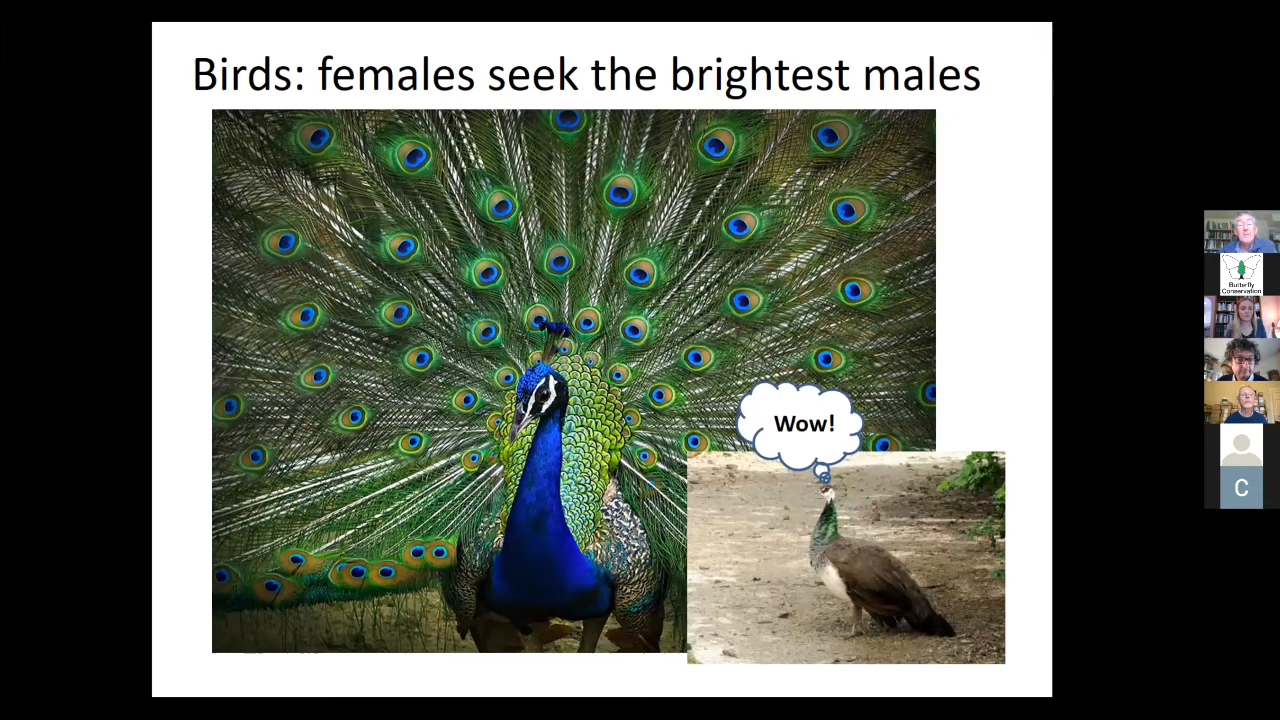 Birds: females seek the brightest males
Wow!
Butterfly
Conservation
C